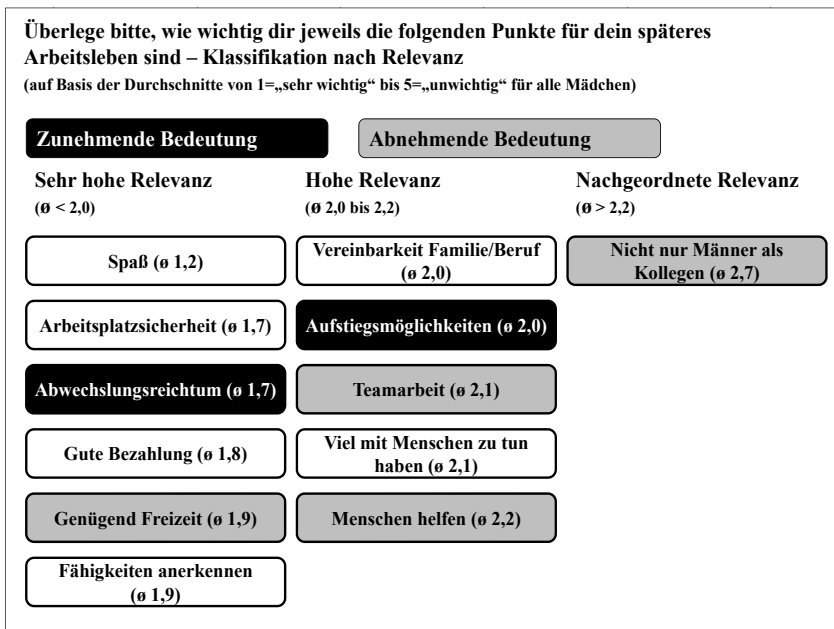 Überlege bitte, wie wichtig dir jeweils die folgenden Punkte für dein späteres
Arbeitsleben sind – Klassifikation nach Relevanz
(auf Basis der Durchschnitte von 1=„sehr wichtig“ bis 5=„unwichtig“ für alle Mädchen)
Zunehmende Bedeutung
Abnehmende Bedeutung
Sehr hohe Relevanz
(ø < 2,0)
Spaß (ø 1,2)
Arbeitsplatzsicherheit (ø 1,7)
Abwechslungsreichtum (ø 1,7)
Gute Bezahlung (ø 1,8)
Genügend Freizeit (ø 1,9)
Fähigkeiten anerkennen
(ø 1,9)
Hohe Relevanz
(ø 2,0 bis 2,2)
Vereinbarkeit Familie/Beruf
(ø 2,0)
Aufstiegsmöglichkeiten (ø 2,0)
Teamarbeit (ø 2,1)
Viel mit Menschen zu tun
haben (ø 2,1)
Menschen helfen (ø 2,2)
Nachgeordnete Relevanz
(ø > 2,2)
Nicht nur Männer als
Kollegen (ø 2,7)